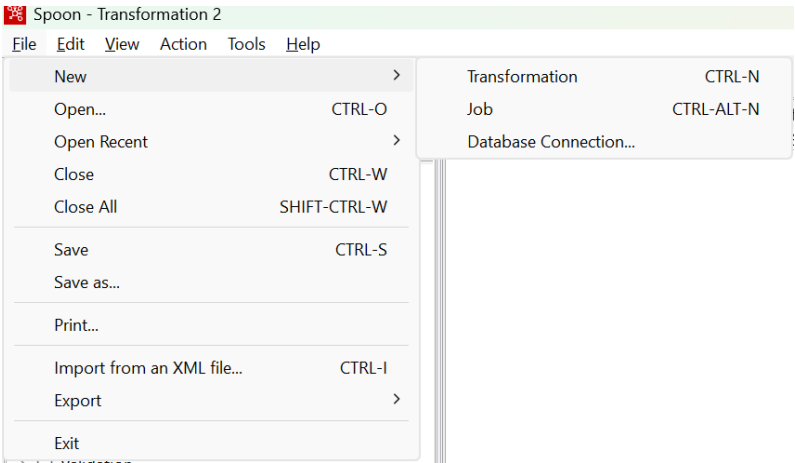 Spoon - Transformation 2
File Edit View Action Tools Help
New >
Transformation CTRL-N
Open... CTRL-O
Job CTRL-ALT-N
Open Recent >
Database Connection...
Close CTRL-W
Close All SHIFT-CTRL-W
Save CTRL-S
Save as...
Print...
Import from an XML file... CTRL-I
Export >
Exit
Validation